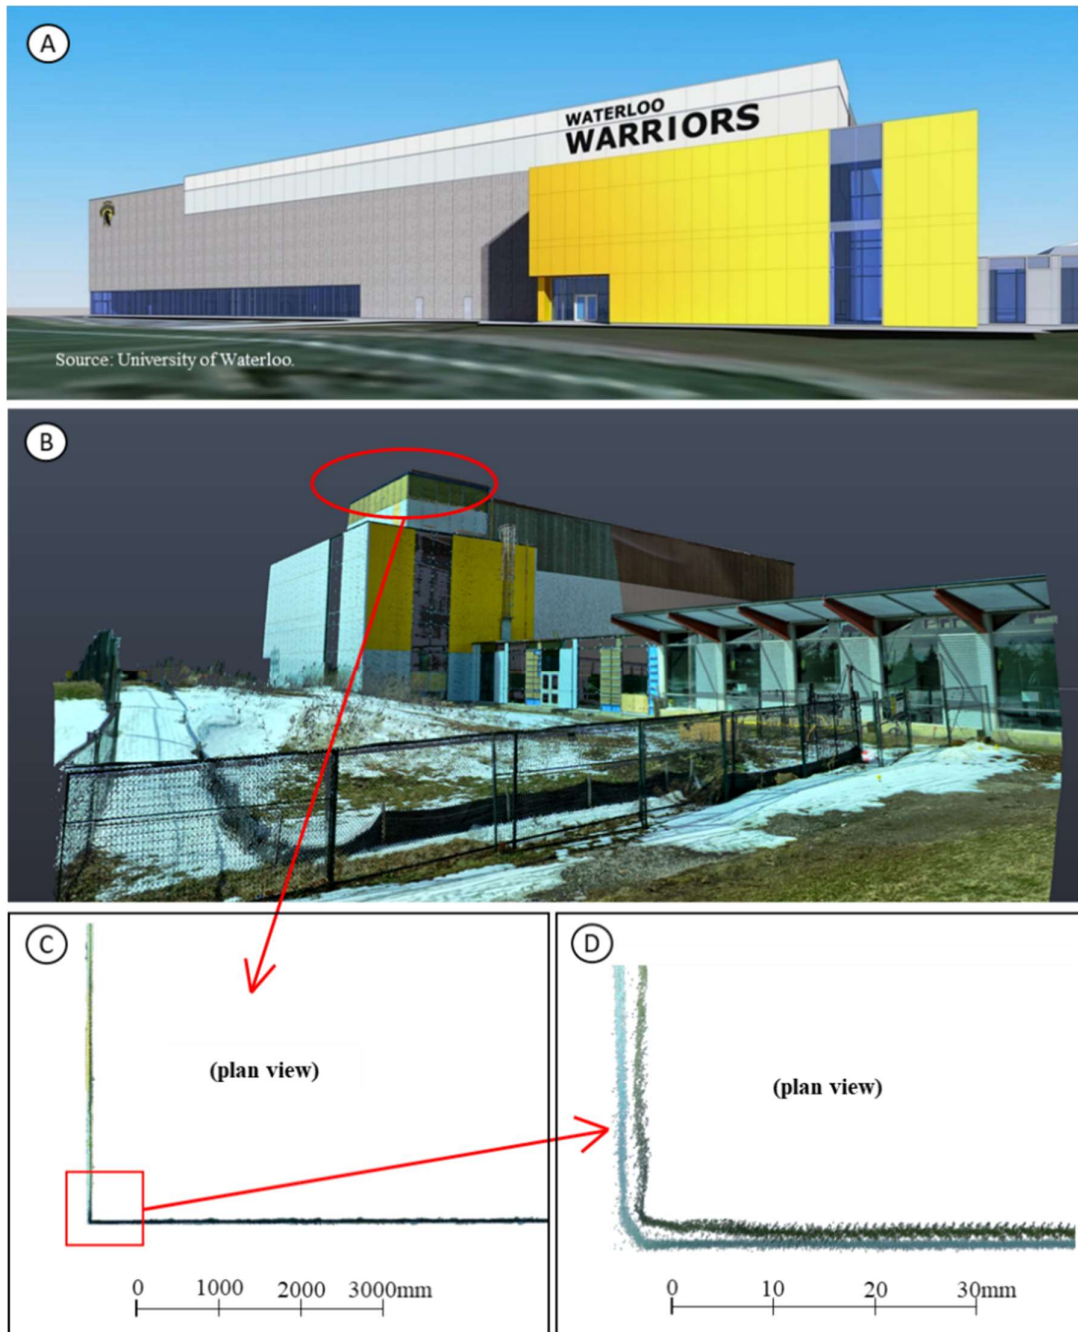 A
WATERLOO
WARRIORS
Source: University of Waterloo.
B
C
(plan view)
0 1000 2000 3000mm
D
(plan view)
0 10 20 30mm